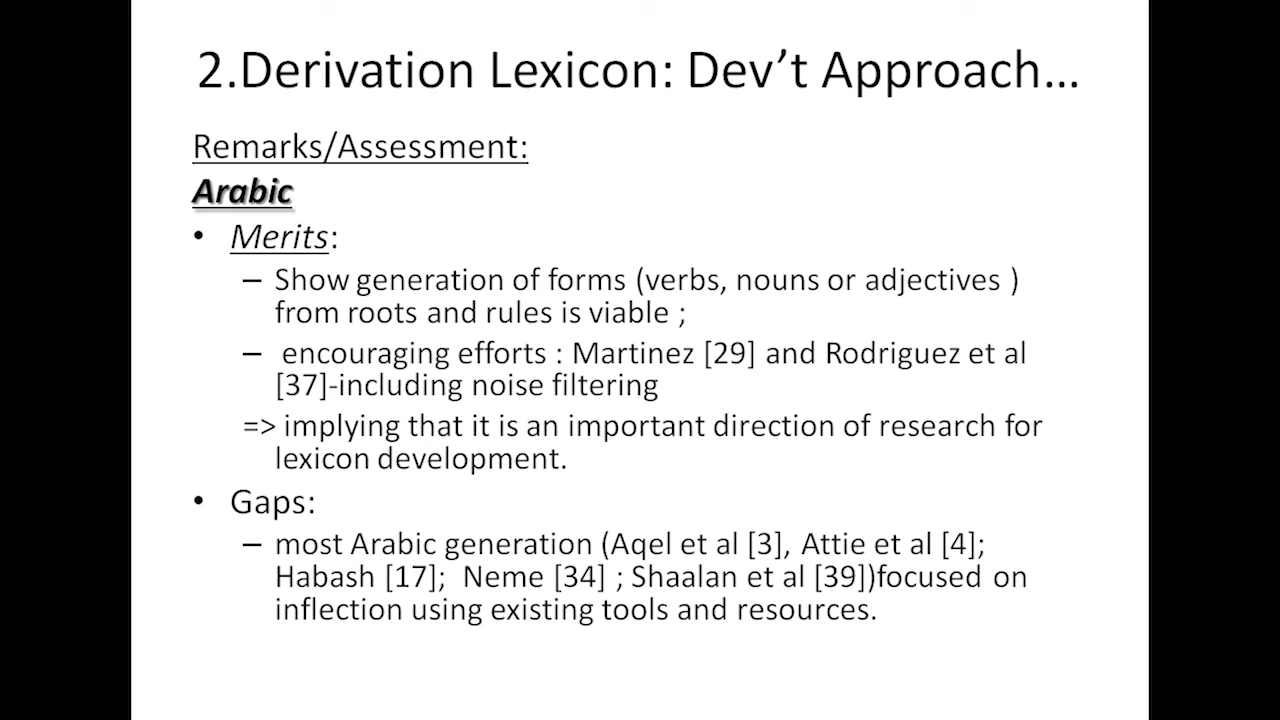 2.Derivation Lexicon: Dev’t Approach…
Remarks/Assessment:
Arabic
• Merits:
– Show generation of forms (verbs, nouns or adjectives )
from roots and rules is viable ;
– encouraging efforts : Martinez [29] and Rodriguez et al
[37]-including noise filtering
=> implying that it is an important direction of research for
lexicon development.
• Gaps:
– most Arabic generation (Aqel et al [3], Attie et al [4];
Habash [17]; Neme [34] ; Shaalan et al [39])focused on
inflection using existing tools and resources.